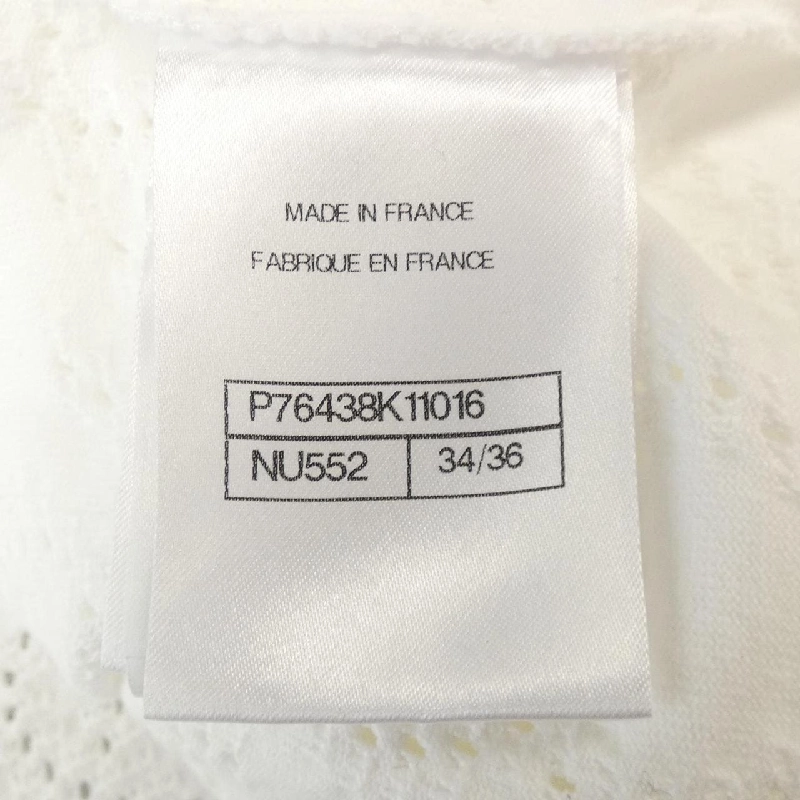 MADE IN FRANCE
FABRIQUE EN FRANCE
P76438K11016
NU552 34/36